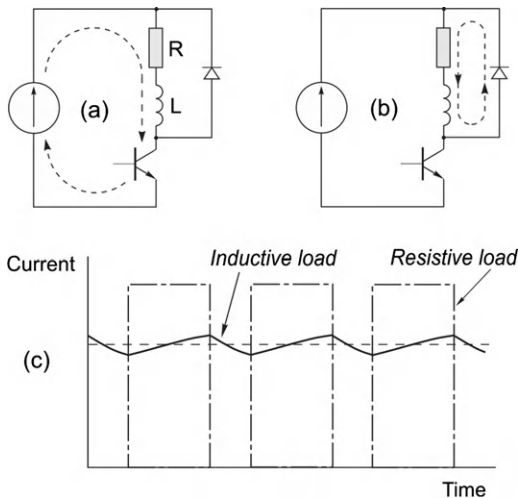 R
(a)
L
(b)
Current
Inductive load
Resistive load
(c)
Time